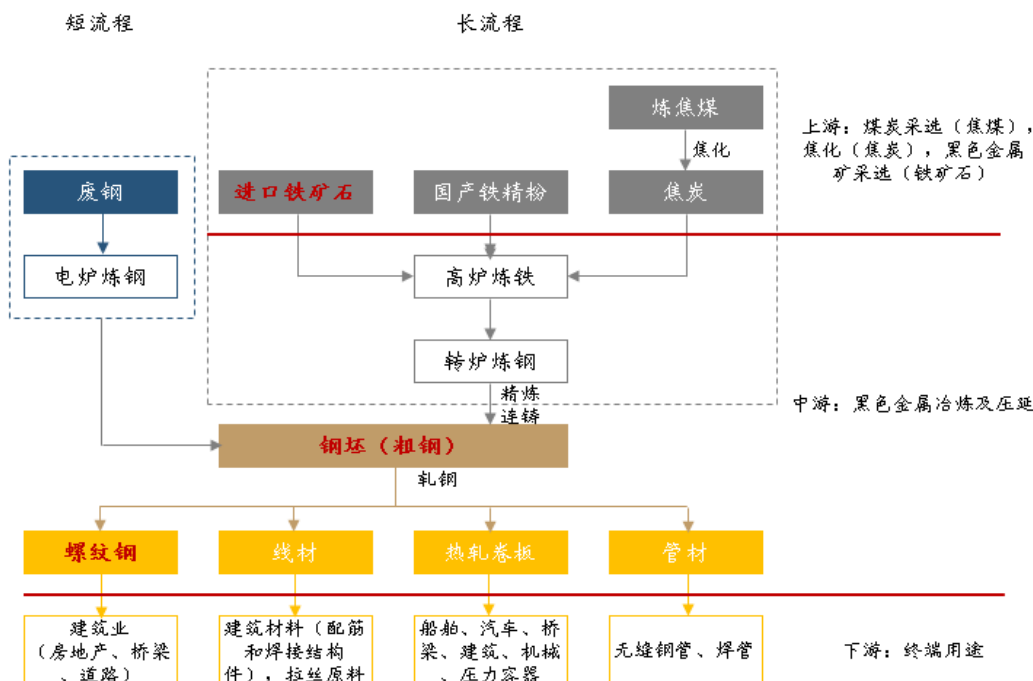 短流程
长流程
炼焦煤
焦化
上游：煤炭采选（焦煤），
焦化（焦炭），黑色金属
矿采选（铁矿石）
废钢
进口铁矿石
国产铁精粉
焦炭
电炉炼钢
高炉炼铁
转炉炼钢
精炼
连铸
中游：黑色金属冶炼及压延
钢坯（粗钢）
轧钢
螺纹钢
线材
热轧卷板
管材
建筑业
（房地产、桥梁
、道路）
建筑材料（配筋
和焊接结构
件），拉丝原料
船舶、汽车、桥
梁、建筑、机械
、压力容器
无缝钢管、焊管
下游：终端用途